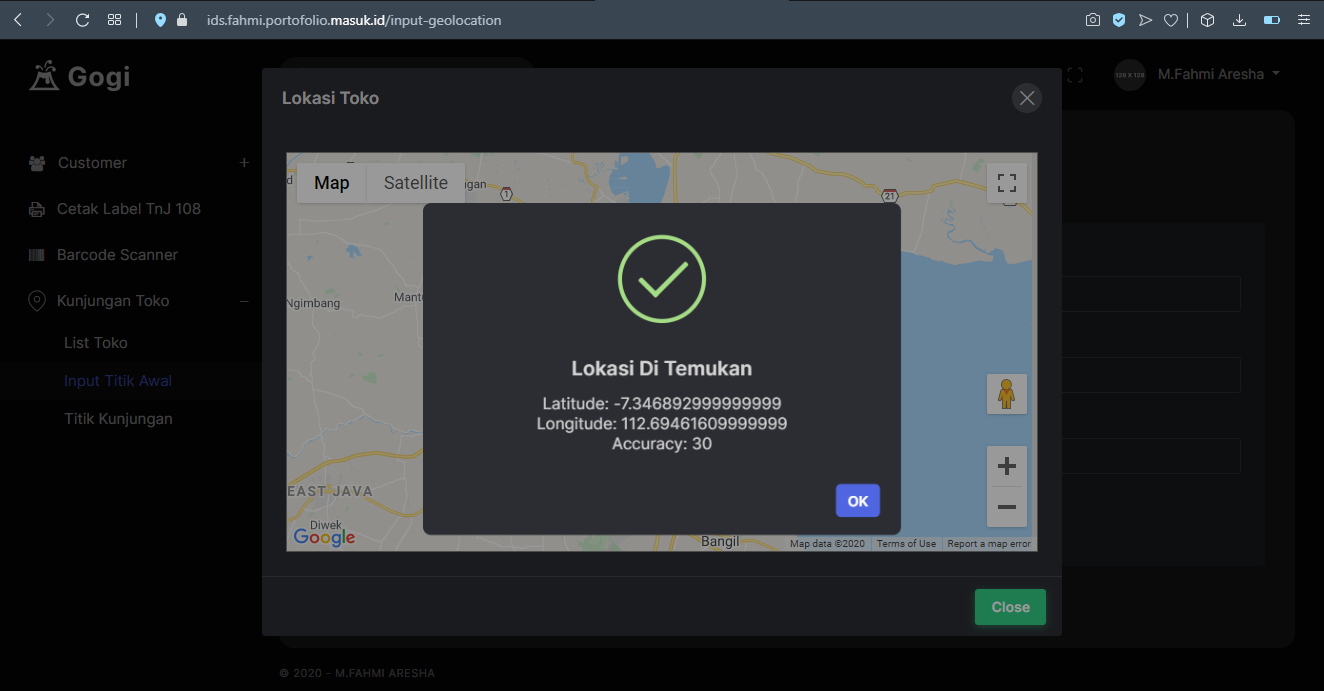 ids.fahmi.portofolio.masuk.id/input-geolocation
Gogi
128 X 128
M.Fahmi Aresha
Customer
Cetak Label TnJ 108
Barcode Scanner
Kunjungan Toko
List Toko
Input Titik Awal
Titik Kunjungan
Lokasi Toko
Map
Satellite
1
21
Ngimbang
EAST JAVA
Diwek
Google
Bangil
Map data ©2020
Terms of Use
Report a map error
Lokasi Di Temukan
Latitude: -7.346892999999999
Longitude: 112.69461609999999
Accuracy: 30
OK
Close
© 2020 - M.FAHMI ARESHA